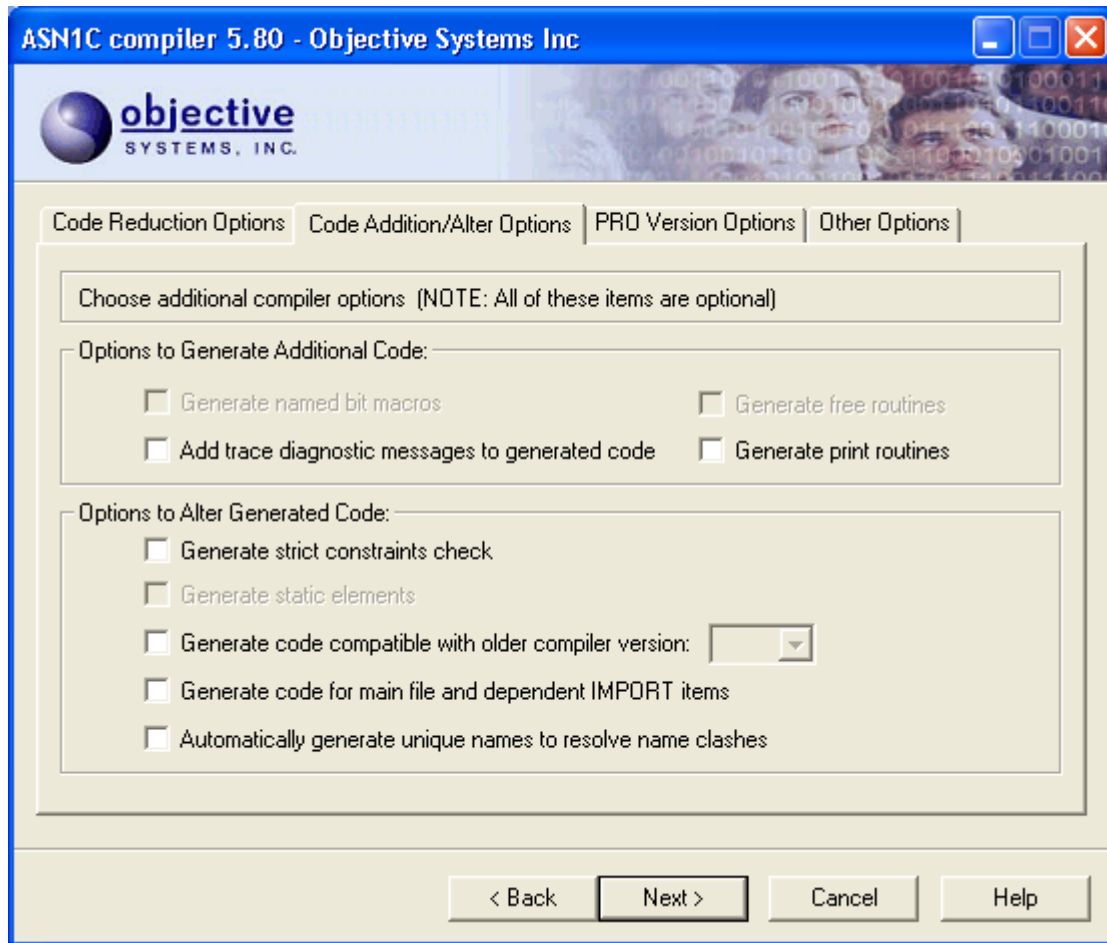 ASN1C compiler 5.80 - Objective Systems Inc
objective
SYSTEMS, INC.
Code Reduction Options Code Addition/Alter Options PRO Version Options Other Options
Choose additional compiler options (NOTE: All of these items are optional)
Options to Generate Additional Code:
Generate named bit macros Generate free routines
Add trace diagnostic messages to generated code Generate print routines
Options to Alter Generated Code:
Generate strict constraints check
Generate static elements
Generate code compatible with older compiler version:
Generate code for main file and dependent IMPORT items
Automatically generate unique names to resolve name clashes
< Back Next > Cancel Help